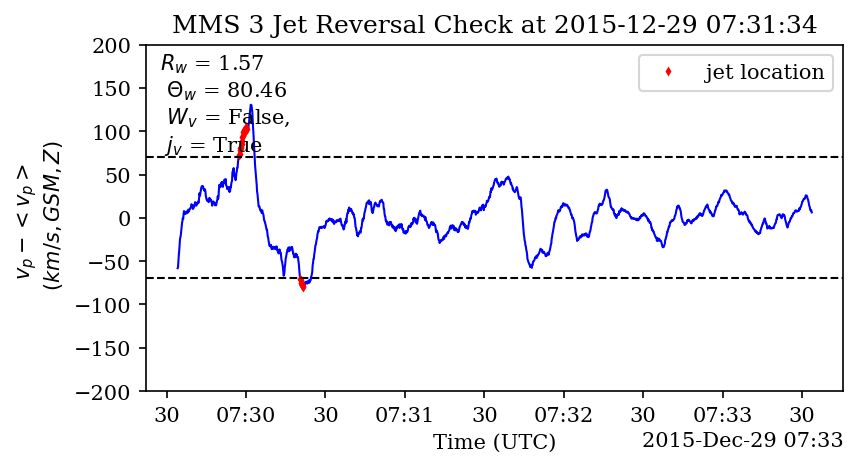 MMS 3 Jet Reversal Check at 2015-12-29 07:31:34
R_w = 1.57
Θ_w = 80.46
W_v = False,
j_v = True
jet location
v_p − < v_p >
(km/s, GSM, Z)
200
150
100
50
0
−50
−100
−150
−200
30 07:30 30 07:31 30 07:32 30 07:33 30
Time (UTC)
2015-Dec-29 07:33